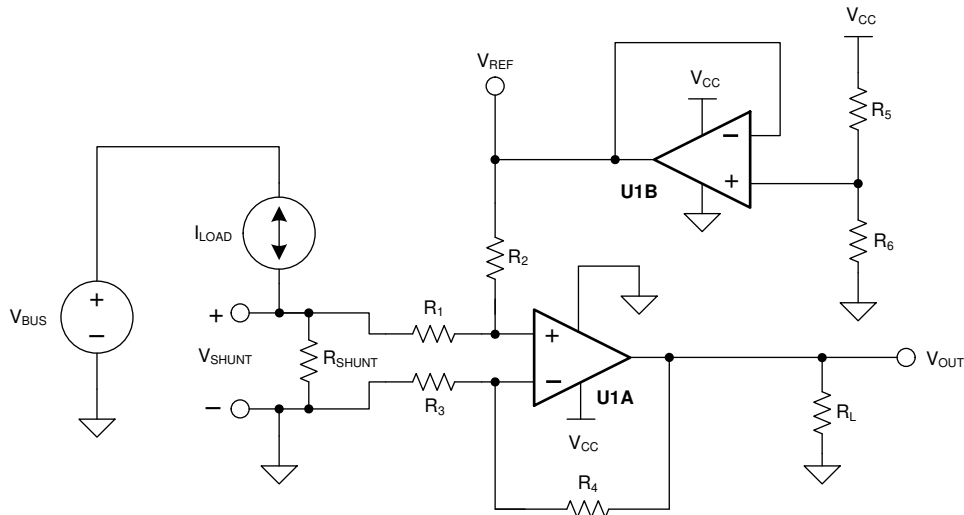 V_CC
V_REF
V_CC
R_5
−
+
U1B
R_6
I_LOAD
R_2
V_BUS
+
−
+
V_SHUNT
−
R_SHUNT
R_1
R_3
+
−
U1A
V_CC
V_OUT
R_L
R_4